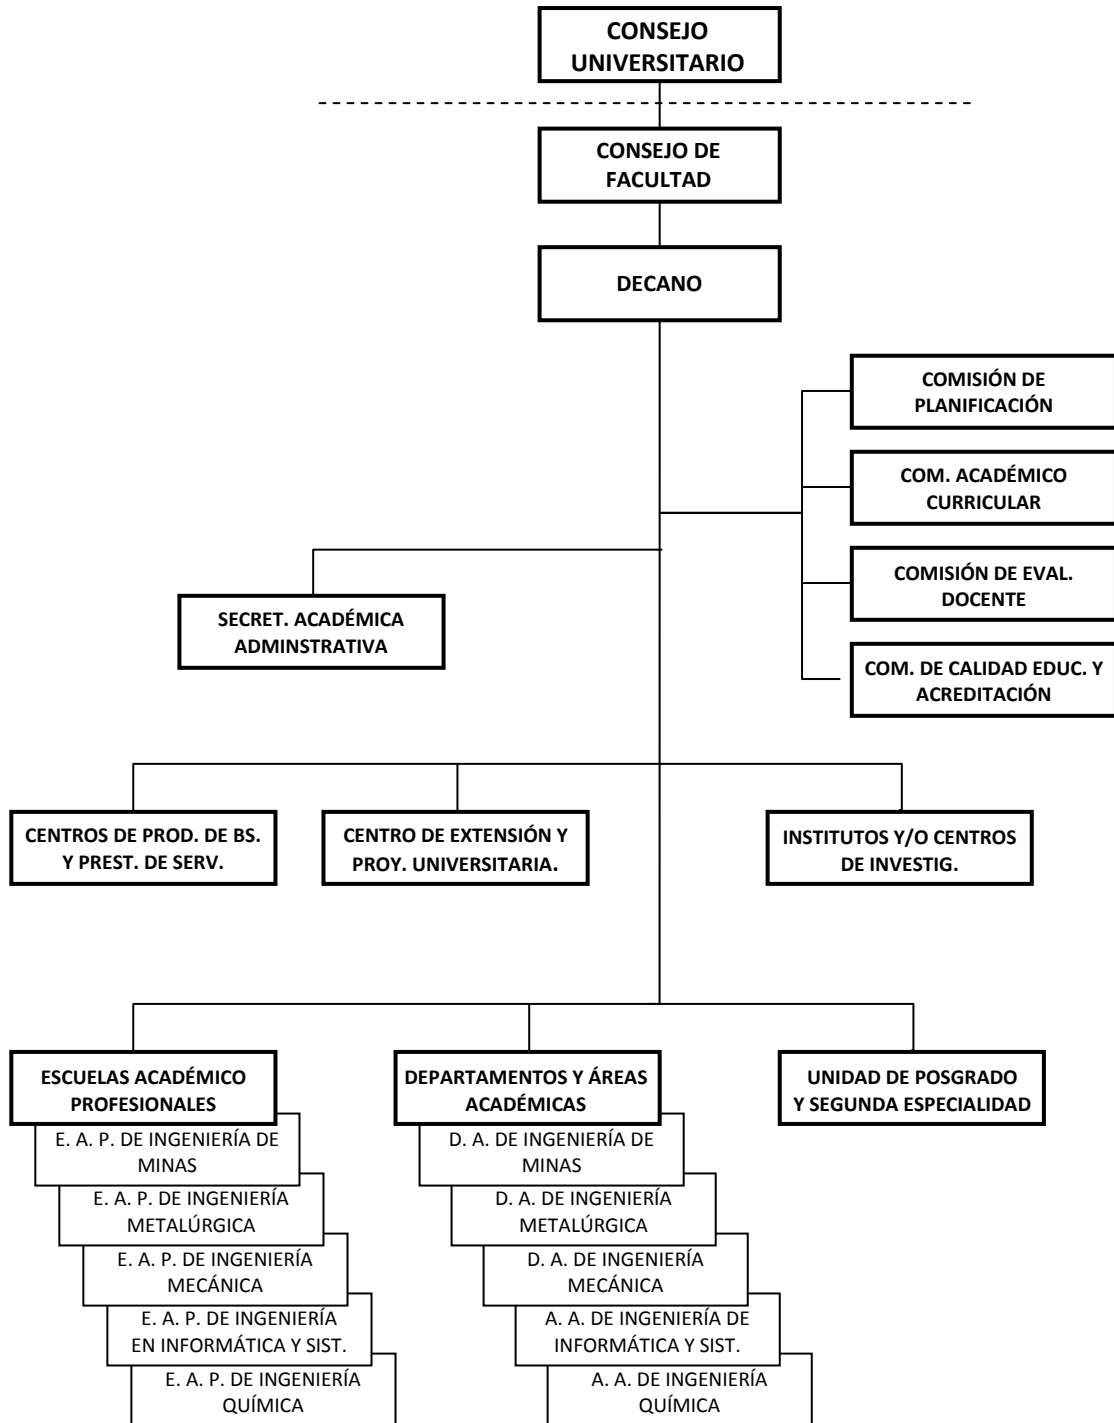 CONSEJO
UNIVERSITARIO
CONSEJO DE
FACULTAD
DECANO
COMISIÓN DE
PLANIFICACIÓN
COM. ACADÉMICO
CURRICULAR
COMISIÓN DE EVAL.
DOCENTE
COM. DE CALIDAD EDUC. Y
ACREDITACIÓN
SECRET. ACADÉMICA
ADMINSTRATIVA
CENTROS DE PROD. DE BS.
Y PREST. DE SERV.
CENTRO DE EXTENSIÓN Y
PROY. UNIVERSITARIA.
INSTITUTOS Y/O CENTROS
DE INVESTIG.
ESCUELAS ACADÉMICO
PROFESIONALES
E. A. P. DE INGENIERÍA DE
MINAS
E. A. P. DE INGENIERÍA
METALÚRGICA
E. A. P. DE INGENIERÍA
MECÁNICA
E. A. P. DE INGENIERÍA
EN INFORMÁTICA Y SIST.
E. A. P. DE INGENIERÍA
QUÍMICA
DEPARTAMENTOS Y ÁREAS
ACADÉMICAS
D. A. DE INGENIERÍA DE
MINAS
D. A. DE INGENIERÍA
METALÚRGICA
D. A. DE INGENIERÍA
MECÁNICA
A. A. DE INGENIERÍA DE
INFORMÁTICA Y SIST.
A. A. DE INGENIERÍA
QUÍMICA
UNIDAD DE POSGRADO
Y SEGUNDA ESPECIALIDAD